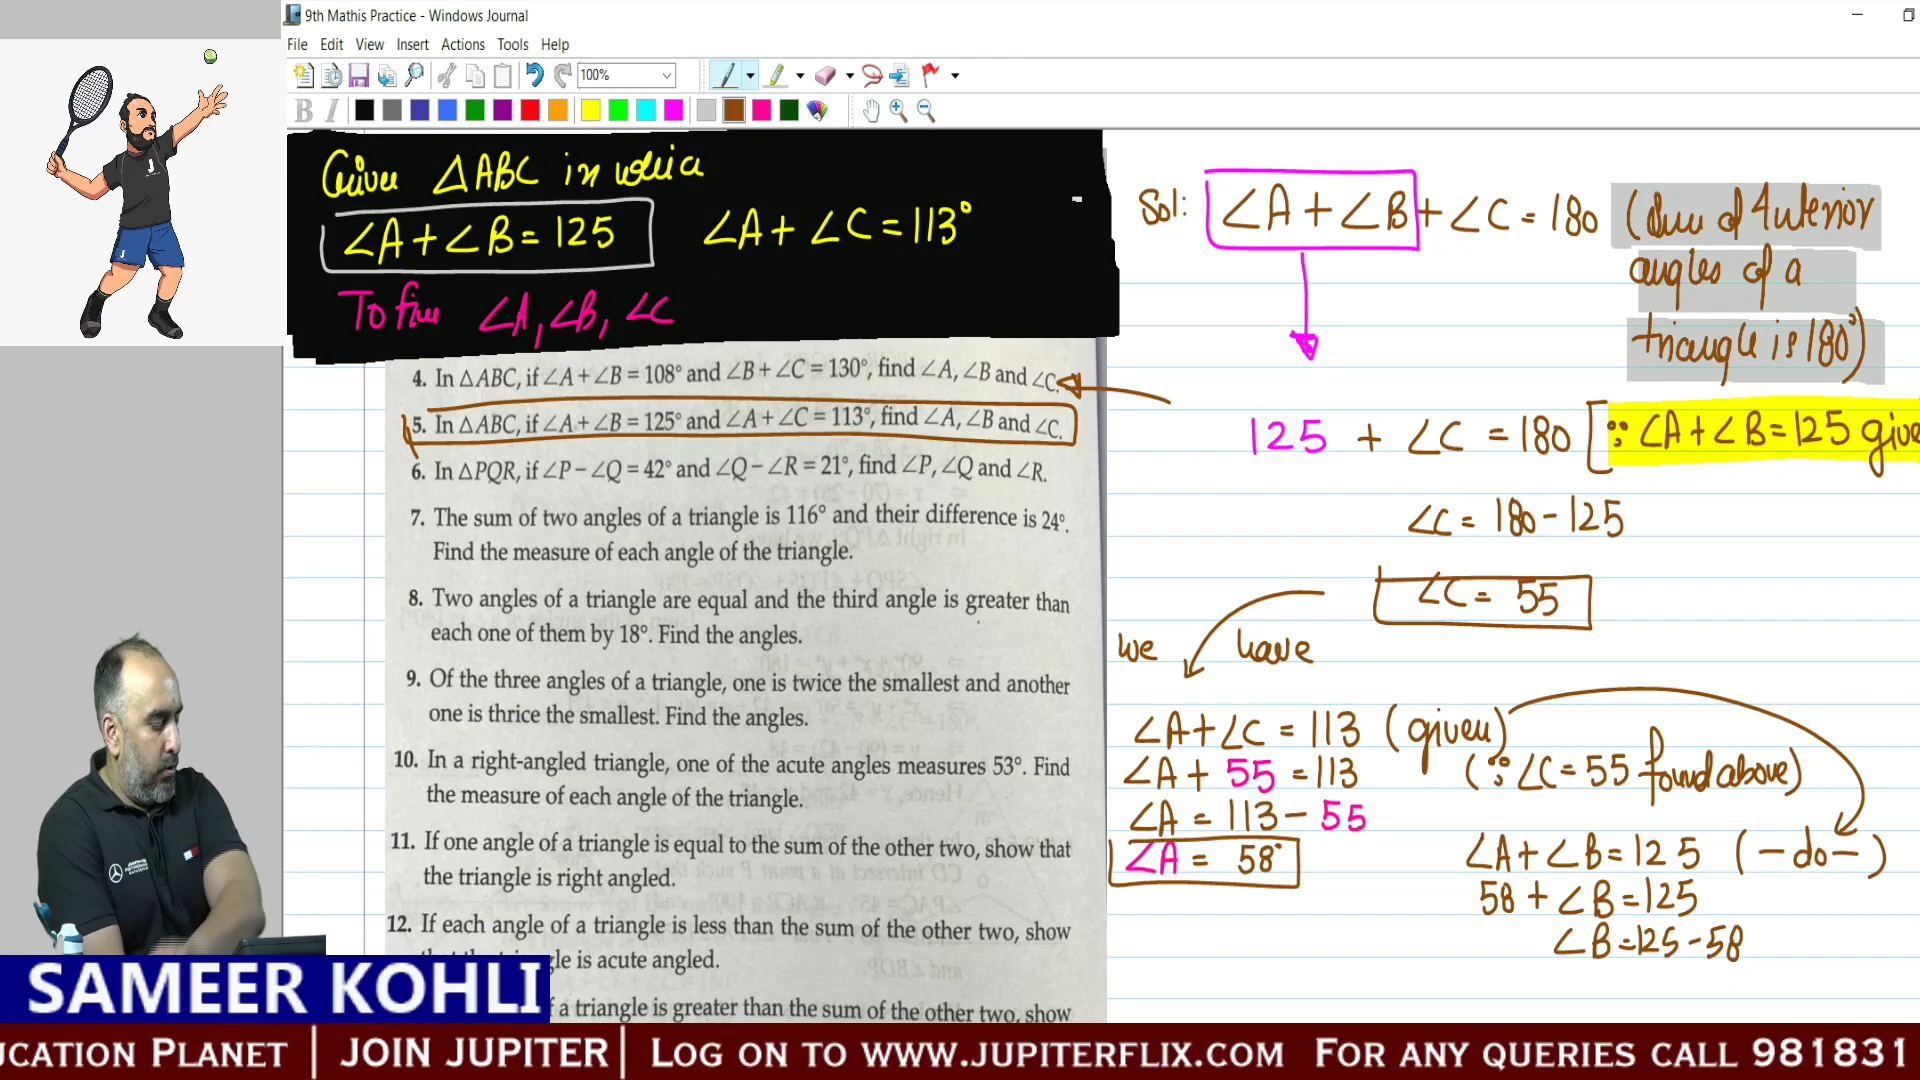 9th Mathis Practice - Windows Journal
File Edit View Insert Actions Tools Help
100%
B I
Given △ABC in which
∠A + ∠B = 125 ∠A + ∠C = 113°
To find ∠A, ∠B, ∠C
4. In △ABC, if ∠A + ∠B = 108° and ∠B + ∠C = 130°, find ∠A, ∠B and ∠C.
5. In △ABC, if ∠A + ∠B = 125° and ∠A + ∠C = 113°, find ∠A, ∠B and ∠C.
6. In △PQR, if ∠P − ∠Q = 42° and ∠Q − ∠R = 21°, find ∠P, ∠Q and ∠R.
7. The sum of two angles of a triangle is 116° and their difference is 24°.
Find the measure of each angle of the triangle.
8. Two angles of a triangle are equal and the third angle is greater than
each one of them by 18°. Find the angles.
9. Of the three angles of a triangle, one is twice the smallest and another
one is thrice the smallest. Find the angles.
10. In a right-angled triangle, one of the acute angles measures 53°. Find
the measure of each angle of the triangle.
11. If one angle of a triangle is equal to the sum of the other two, show that
the triangle is right angled.
12. If each angle of a triangle is less than the sum of the other two, show
le is acute angled.
f a triangle is greater than the sum of the other two, show
Sol: ∠A + ∠B + ∠C = 180 (Sum of Interior
angles of a
triangle is 180°)
125 + ∠C = 180 [∵ ∠A + ∠B = 125 give
∠C = 180 - 125
∠C = 55
We have
∠A + ∠C = 113 (given)
∠A + 55 = 113 (∵ ∠C = 55 found above)
∠A = 113 - 55
∠A = 58°
∠A + ∠B = 125 (-do-)
58 + ∠B = 125
∠B = 125 - 58
SAMEER KOHLI
UCATION PLANET | JOIN JUPITER | LOG ON TO WWW.JUPITERFLIX.COM FOR ANY QUERIES CALL 981831